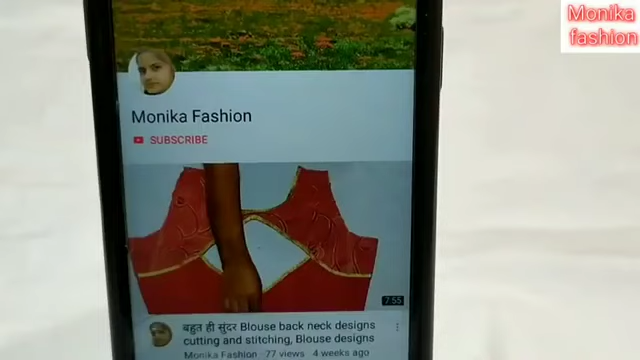 Monika
fashion
Monika Fashion
SUBSCRIBE
7:55
बहुत ही सुंदर Blouse back neck designs
cutting and stitching, Blouse designs
Monika Fashion 77 views 4 weeks ago